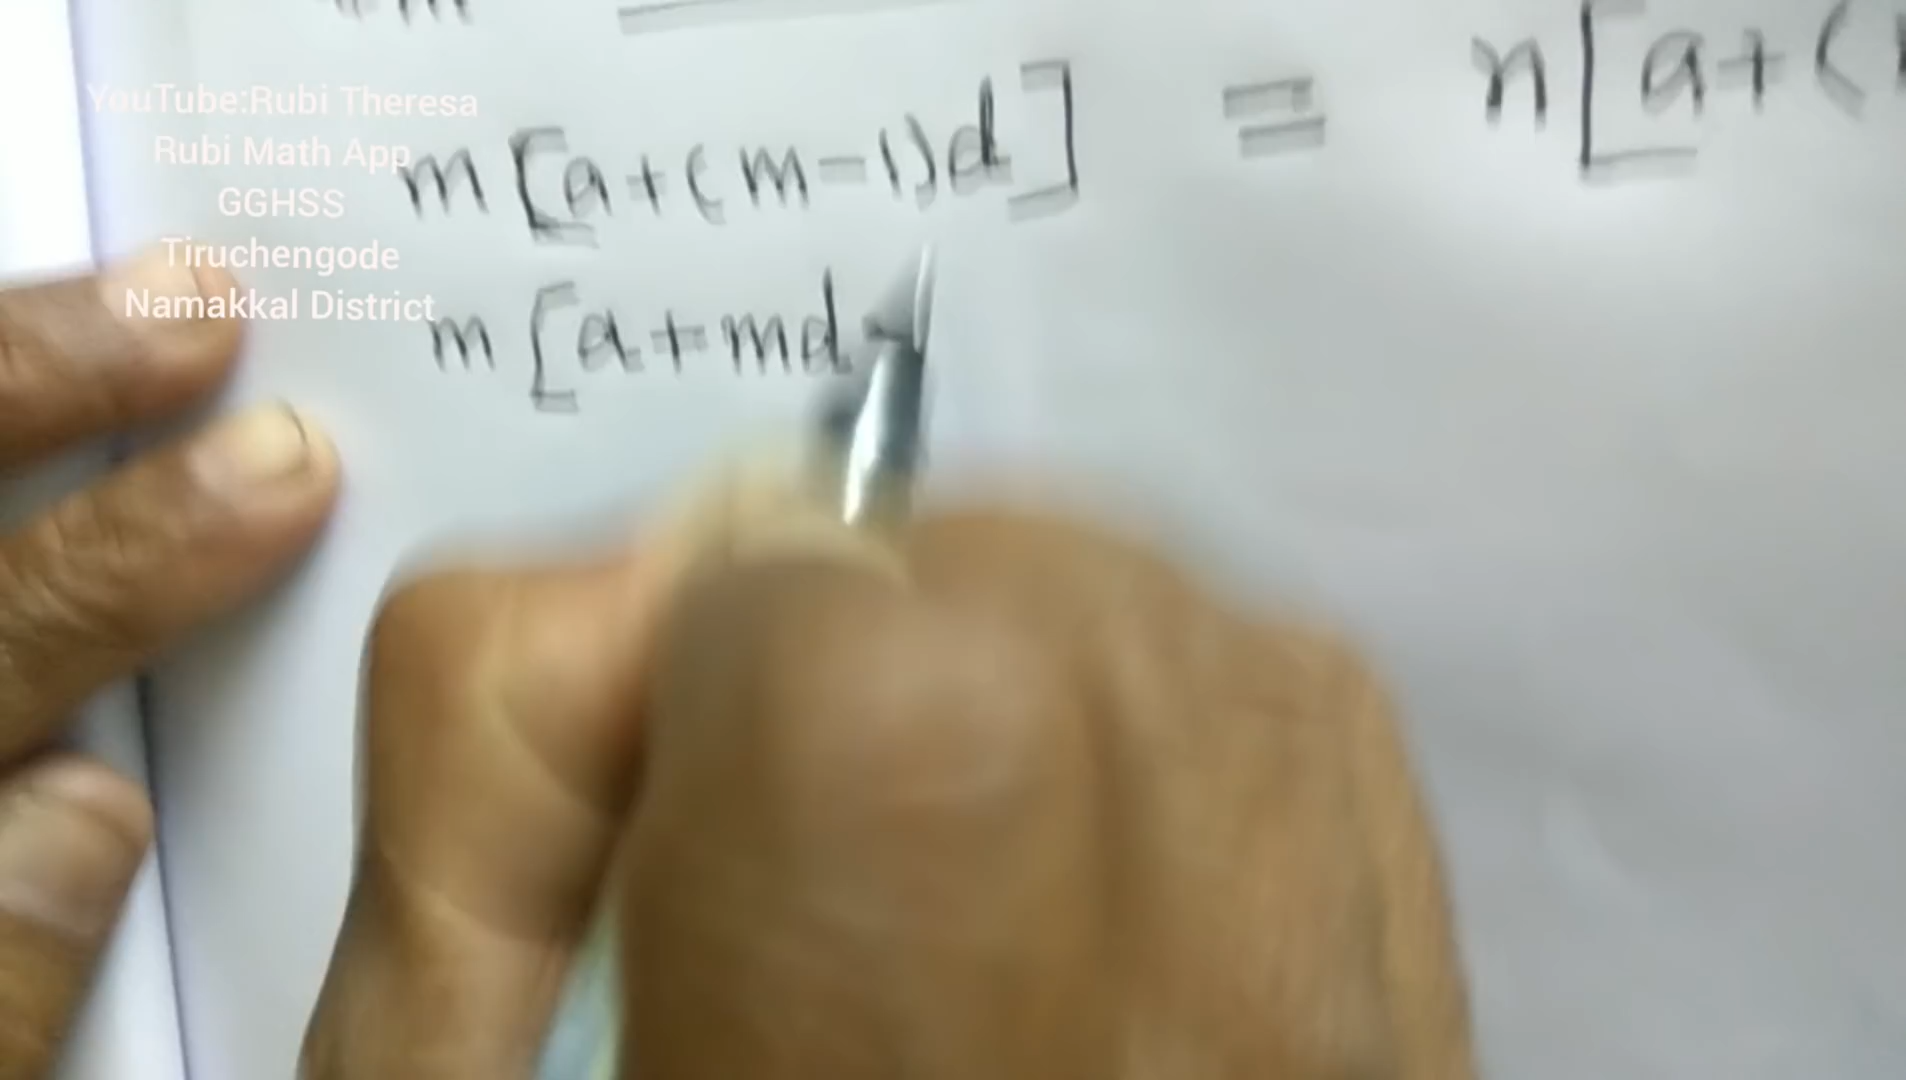 YouTube:Rubi Theresa
Rubi Math App
GGHSS
Tiruchengode
Namakkal District
m[a+(m-1)d] = n[a+(
m[a+md-